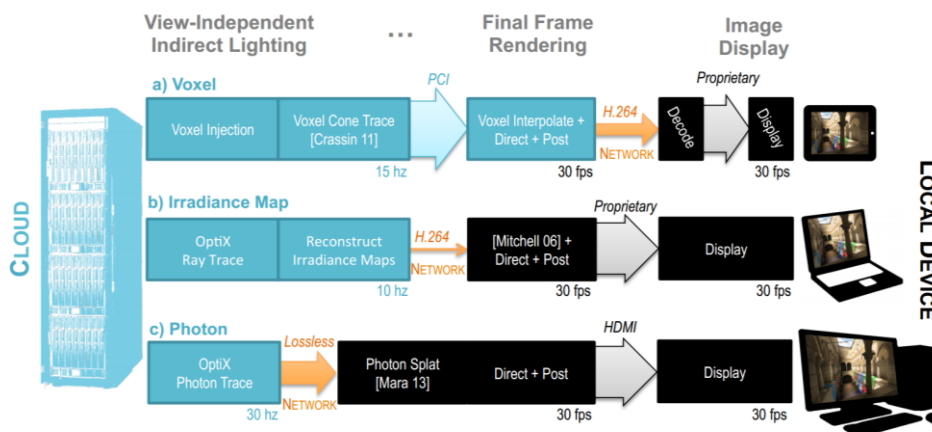 View-Independent
Indirect Lighting
...
Final Frame
Rendering
Image
Display
a) Voxel
PCI
Proprietary
Voxel Injection
Voxel Cone Trace
[Crassin 11]
Voxel Interpolate +
Direct + Post
H.264
NETWORK
Decode
Display
15 hz
30 fps
30 fps
b) Irradiance Map
Proprietary
OptiX
Ray Trace
Reconstruct
Irradiance Maps
H.264
NETWORK
[Mitchell 06] +
Direct + Post
Display
10 hz
30 fps
30 fps
c) Photon
HDMI
OptiX
Photon Trace
Lossless
NETWORK
Photon Splat
[Mara 13]
Direct + Post
Display
30 hz
30 fps
30 fps
CLOUD
LOCAL DEVICE